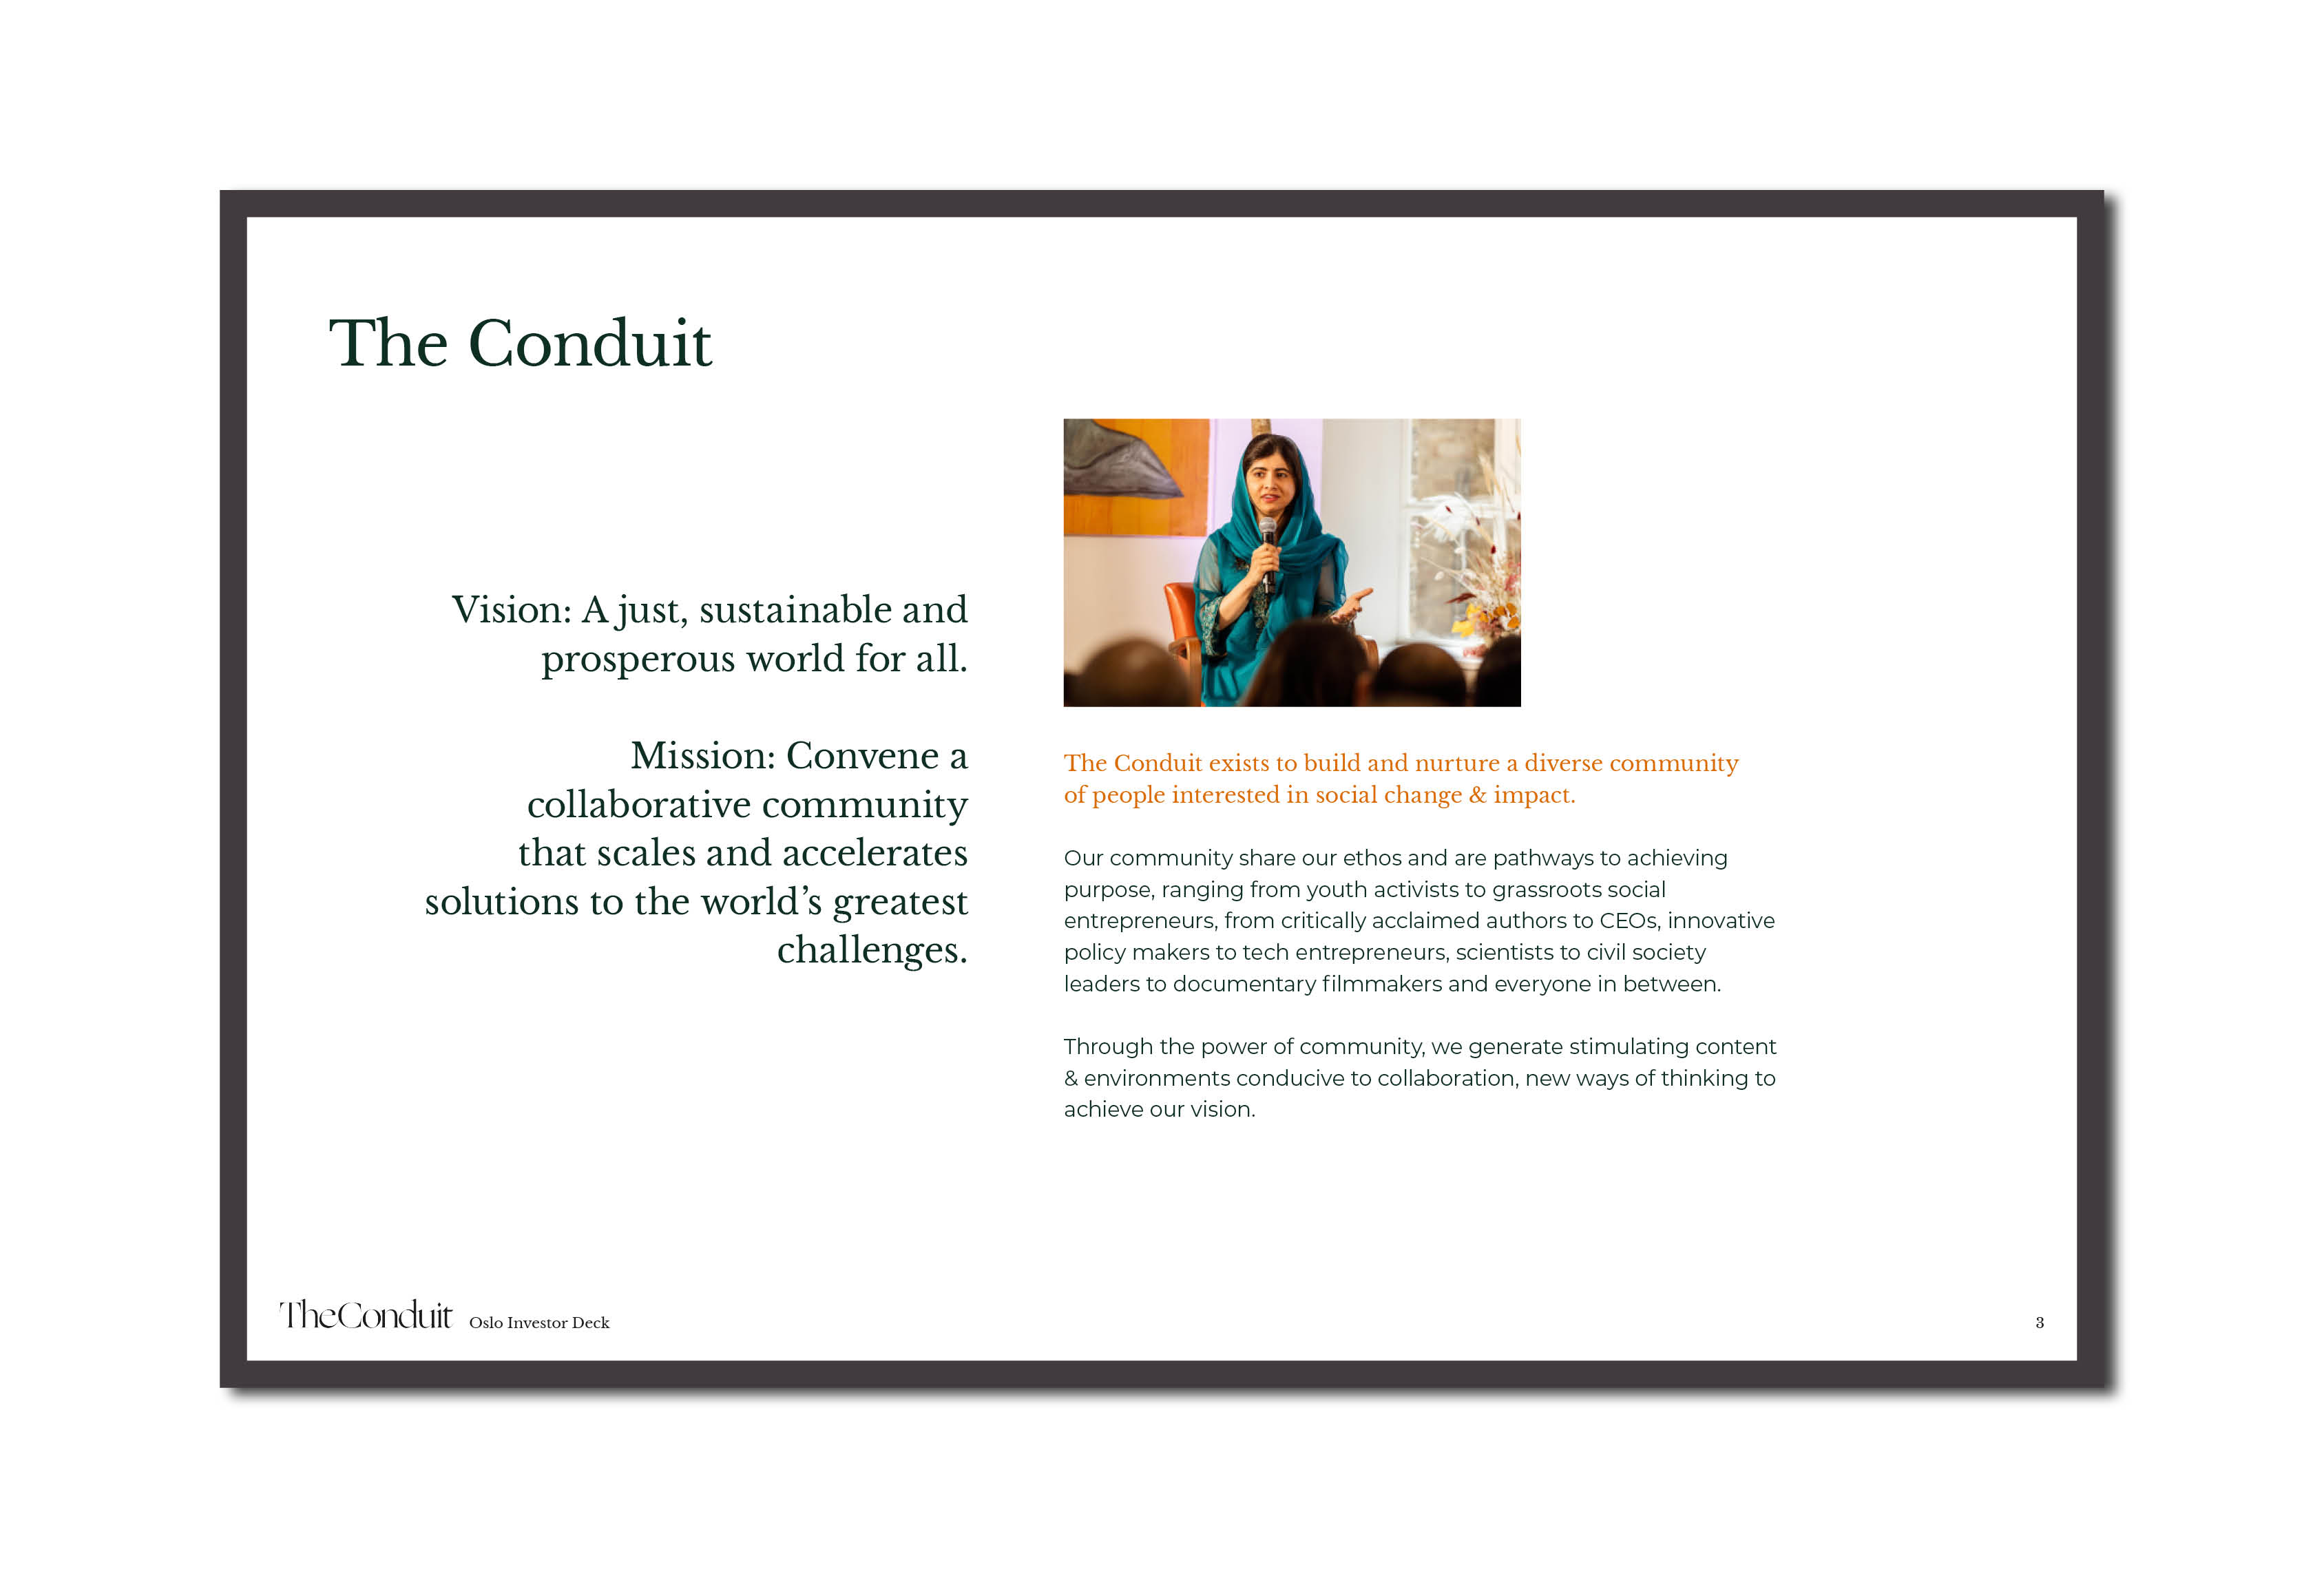 The Conduit
Vision: A just, sustainable and
prosperous world for all.
Mission: Convene a
collaborative community
that scales and accelerates
solutions to the world’s greatest
challenges.
The Conduit exists to build and nurture a diverse community
of people interested in social change & impact.
Our community share our ethos and are pathways to achieving
purpose, ranging from youth activists to grassroots social
entrepreneurs, from critically acclaimed authors to CEOs, innovative
policy makers to tech entrepreneurs, scientists to civil society
leaders to documentary filmmakers and everyone in between.
Through the power of community, we generate stimulating content
& environments conducive to collaboration, new ways of thinking to
achieve our vision.
TheConduit Oslo Investor Deck
3